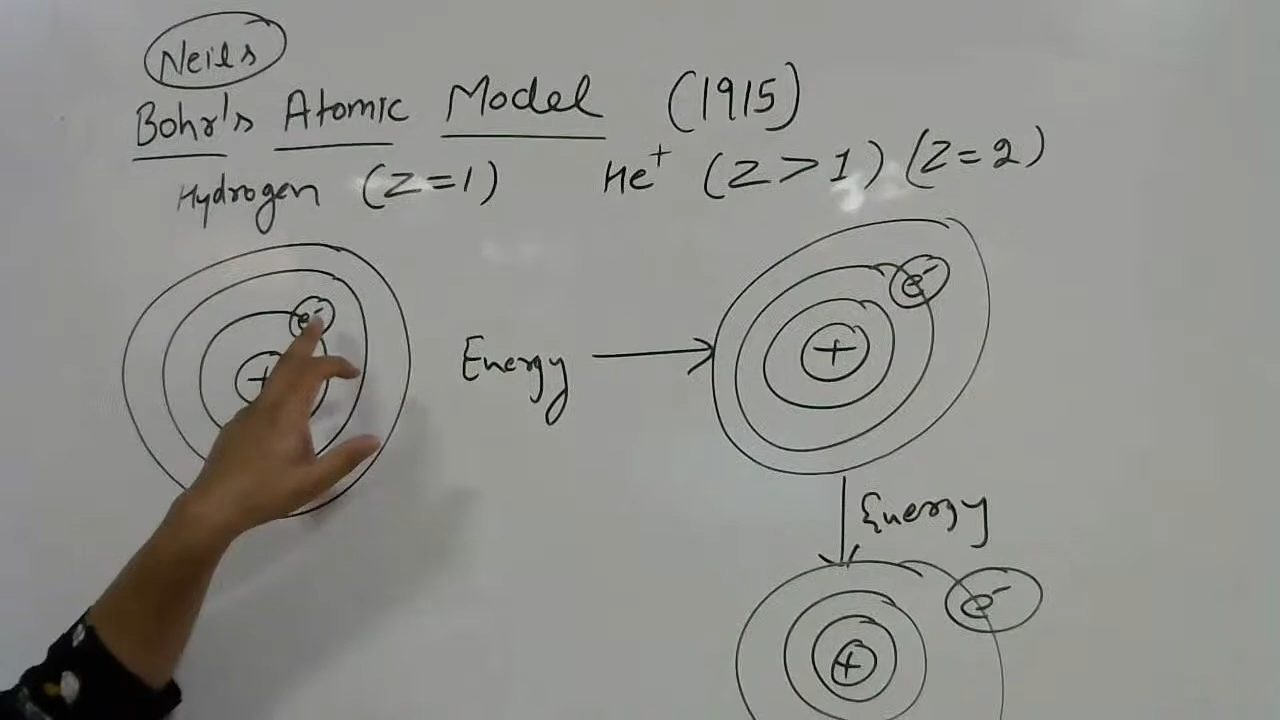 Neils
Bohr's Atomic Model (1915)
Hydrogen (Z=1) He⁺ (Z>1) (Z=2)
e⁻
+
Energy
e⁻
+
Energy
e⁻
+